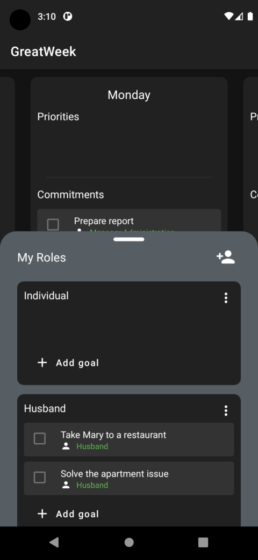 3:10
GreatWeek
Monday
Priorities
Pr
Commitments
Co
Prepare report
My Roles
Individual
+ Add goal
Husband
Take Mary to a restaurant
Husband
Solve the apartment issue
Husband
+ Add goal